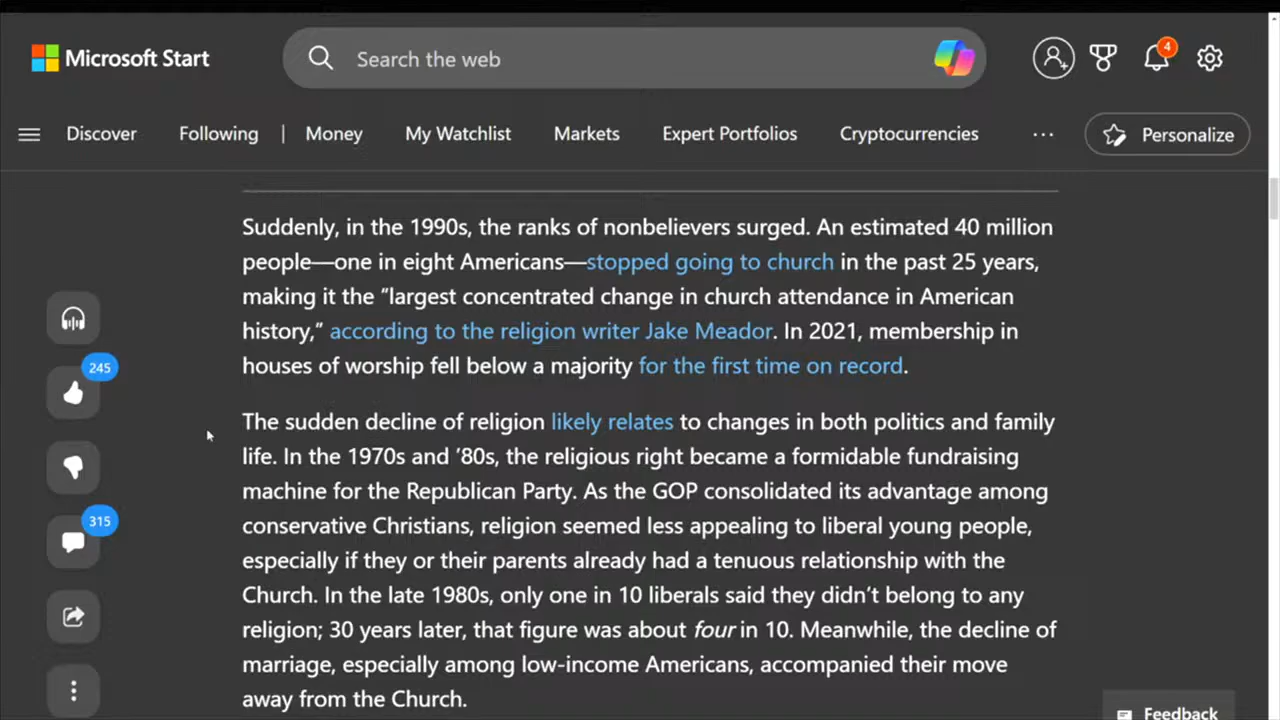 Microsoft Start
Search the web
4
Discover
Following
|
Money
My Watchlist
Markets
Expert Portfolios
Cryptocurrencies
...
Personalize
Suddenly, in the 1990s, the ranks of nonbelievers surged. An estimated 40 million
people—one in eight Americans—stopped going to church in the past 25 years,
making it the “largest concentrated change in church attendance in American
history,” according to the religion writer Jake Meador. In 2021, membership in
houses of worship fell below a majority for the first time on record.
245
The sudden decline of religion likely relates to changes in both politics and family
life. In the 1970s and ’80s, the religious right became a formidable fundraising
machine for the Republican Party. As the GOP consolidated its advantage among
315
conservative Christians, religion seemed less appealing to liberal young people,
especially if they or their parents already had a tenuous relationship with the
Church. In the late 1980s, only one in 10 liberals said they didn’t belong to any
religion; 30 years later, that figure was about four in 10. Meanwhile, the decline of
marriage, especially among low-income Americans, accompanied their move
away from the Church.
Feedback